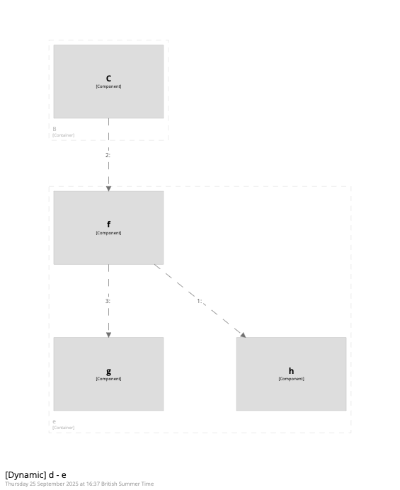 C
[Component]
[Container]
2:
f
[Component]
3:
1:
g
[Component]
h
[Component]
[Container]
[Dynamic] d - e
Thursday 25 September 2025 at 16:37 British Summer Time